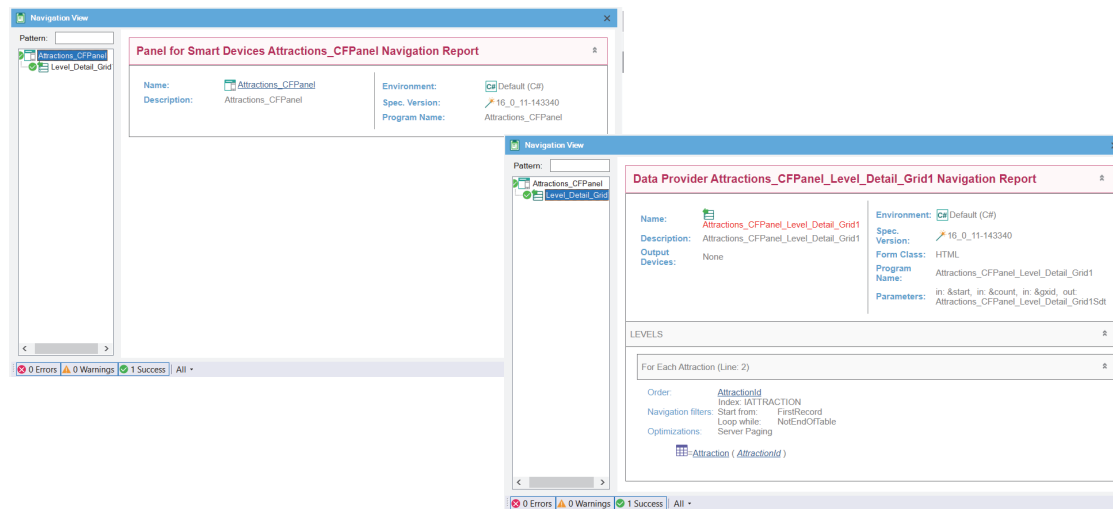 Navigation View
Pattern:
Attractions_CFPanel
Level_Detail_Grid
Panel for Smart Devices Attractions_CFPanel Navigation Report
Name: Attractions_CFPanel
Description: Attractions_CFPanel
Environment: C# Default (C#)
Spec. Version: 16_0_11-143340
Program Name: Attractions_CFPanel
0 Errors 0 Warnings 1 Success All
Navigation View
Pattern:
Attractions_CFPanel
Level_Detail_Grid
Data Provider Attractions_CFPanel_Level_Detail_Grid1 Navigation Report
Name: Attractions_CFPanel_Level_Detail_Grid1
Description: Attractions_CFPanel_Level_Detail_Grid1
Output
Devices: None
Environment: C# Default (C#)
Spec.
Version: 16_0_11-143340
Form Class: HTML
Program
Name: Attractions_CFPanel_Level_Detail_Grid1
Parameters: in: &start, in: &count, in: &gxid, out:
Attractions_CFPanel_Level_Detail_Grid1Sdt
LEVELS
For Each Attraction (Line: 2)
Order: AttractionId
Index: IATTRACTION
Navigation filters: Start from: FirstRecord
Loop while: NotEndOfTable
Optimizations: Server Paging
=Attraction ( AttractionId )
0 Errors 0 Warnings 1 Success All